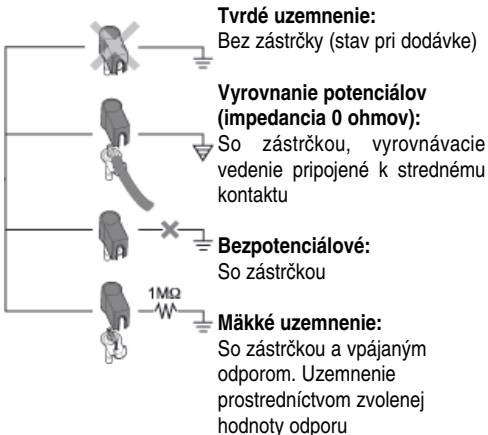 Tvrdé uzemnenie:
Bez zástrčky (stav pri dodávke)
Vyrovnanie potenciálov
(impedancia 0 ohmov):
So zástrčkou, vyrovnávacie
vedenie pripojené k strednému
kontaktu
Bezpotenciálové:
So zástrčkou
1MΩ
Mäkké uzemnenie:
So zástrčkou a vpájaným
odporom. Uzemnenie
prostredníctvom zvolenej
hodnoty odporu